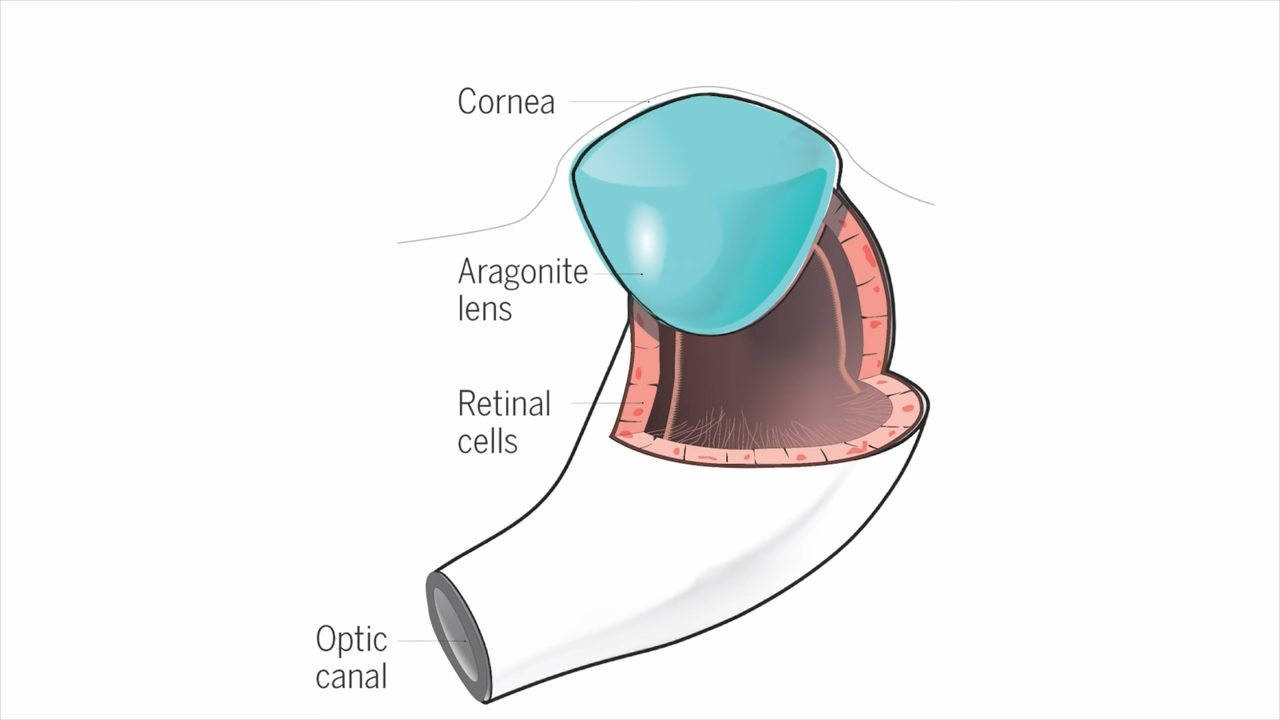 Cornea
Aragonite
lens
Retinal
cells
Optic
canal